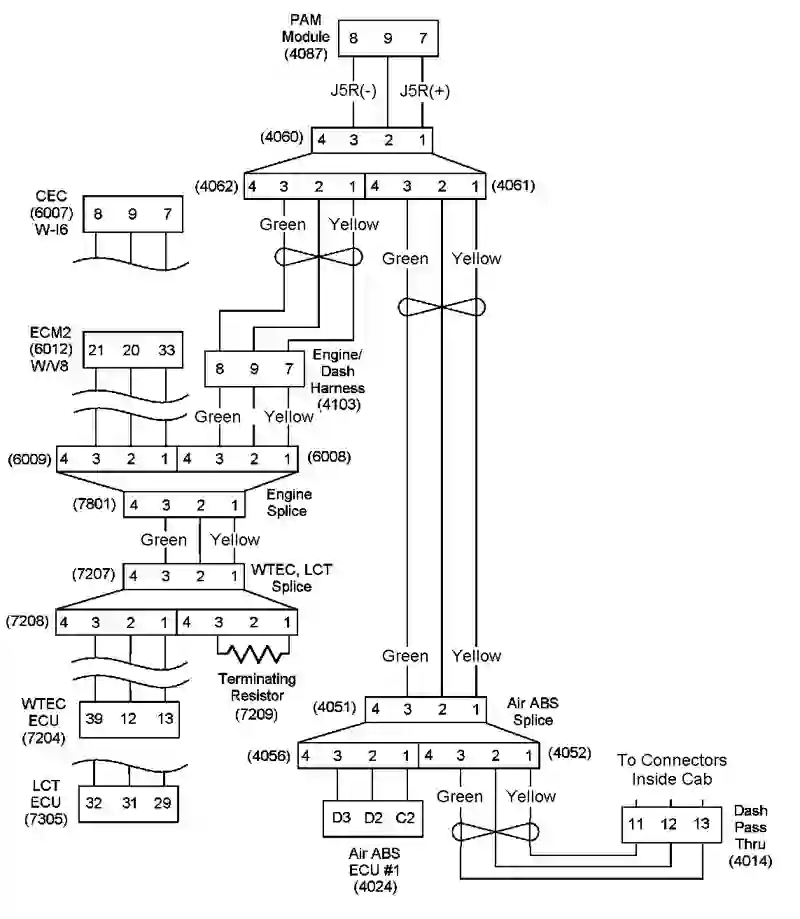 PAM
Module
(4087)
8 9 7
J5R(-) J5R(+)
(4060) 4 3 2 1
(4062) 4 3 2 1 4 3 2 1 (4061)
CEC
(6007)
W-I6
8 9 7
Green Yellow
Green Yellow
ECM2
(6012)
W/V8
21 20 33
8 9 7
Engine/
Dash
Harness
(4103)
Green Yellow
(6009) 4 3 2 1 4 3 2 1 (6008)
(7801) 4 3 2 1
Engine
Splice
Green Yellow
(7207) 4 3 2 1
WTEC, LCT
Splice
(7208) 4 3 2 1 4 3 2 1
Terminating
Resistor
(7209)
Green Yellow
WTEC
ECU
(7204)
39 12 13
(4051) 4 3 2 1
Air ABS
Splice
(4056) 4 3 2 1 4 3 2 1 (4052)
LCT
ECU
(7305)
32 31 29
D3 D2 C2
Air ABS
ECU #1
(4024)
Green Yellow
To Connectors
Inside Cab
11 12 13
Dash
Pass
Thru
(4014)